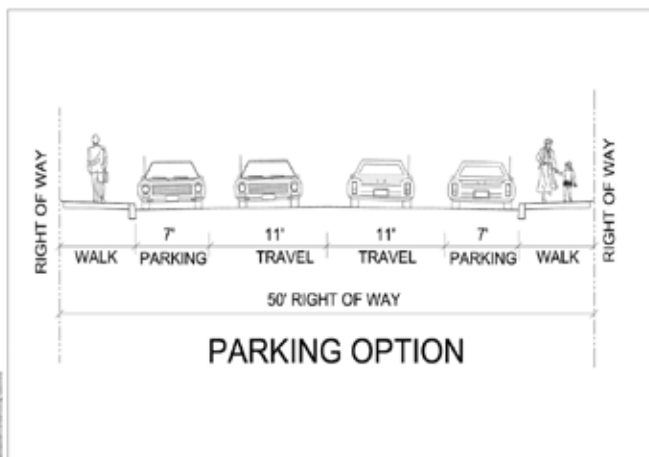 RIGHT OF WAY
RIGHT OF WAY
7' 11' 11' 7'
WALK PARKING TRAVEL TRAVEL PARKING WALK
50' RIGHT OF WAY
PARKING OPTION